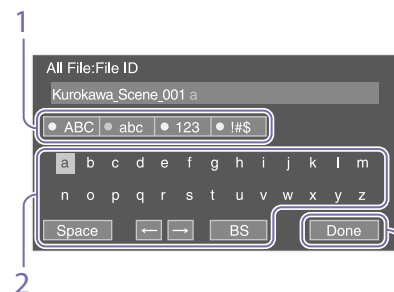 1
All File:File ID
Kurokawa_Scene_001 a
ABC abc 123 !#$
a b c d e f g h i j k l m
n o p q r s t u v w x y z
Space ← → BS Done
2